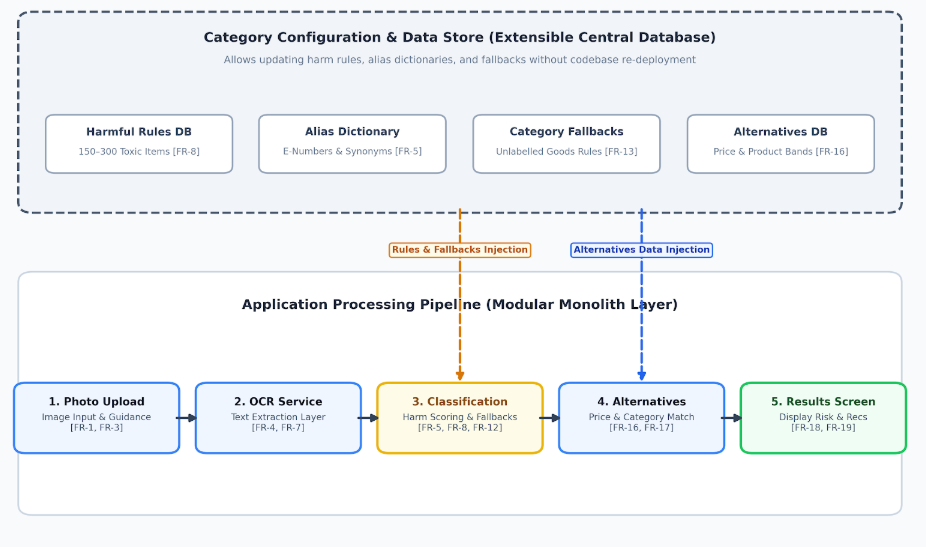 Category Configuration & Data Store (Extensible Central Database)
Allows updating harm rules, alias dictionaries, and fallbacks without codebase re-deployment
Harmful Rules DB
150–300 Toxic Items [FR-8]
Alias Dictionary
E-Numbers & Synonyms [FR-5]
Category Fallbacks
Unlabelled Goods Rules [FR-13]
Alternatives DB
Price & Product Bands [FR-16]
Rules & Fallbacks Injection
Alternatives Data Injection
Application Processing Pipeline (Modular Monolith Layer)
1. Photo Upload
Image Input & Guidance
[FR-1, FR-3]
2. OCR Service
Text Extraction Layer
[FR-4, FR-7]
3. Classification
Harm Scoring & Fallbacks
[FR-5, FR-8, FR-12]
4. Alternatives
Price & Category Match
[FR-16, FR-17]
5. Results Screen
Display Risk & Recs
[FR-18, FR-19]